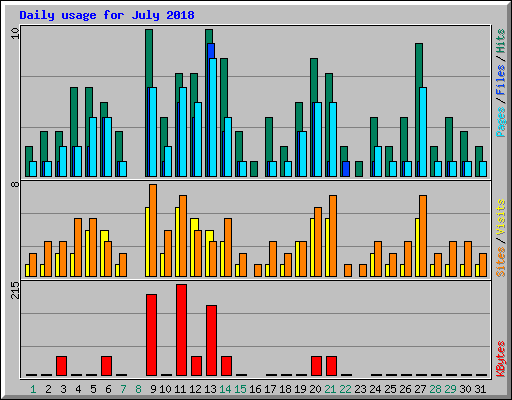 Daily usage for July 2018
10
Pages/Files/Hits
8
Sites/Visits
215
KBytes
1 2 3 4 5 6 7 8 9 10 11 12 13 14 15 16 17 18 19 20 21 22 23 24 25 26 27 28 29 30 31